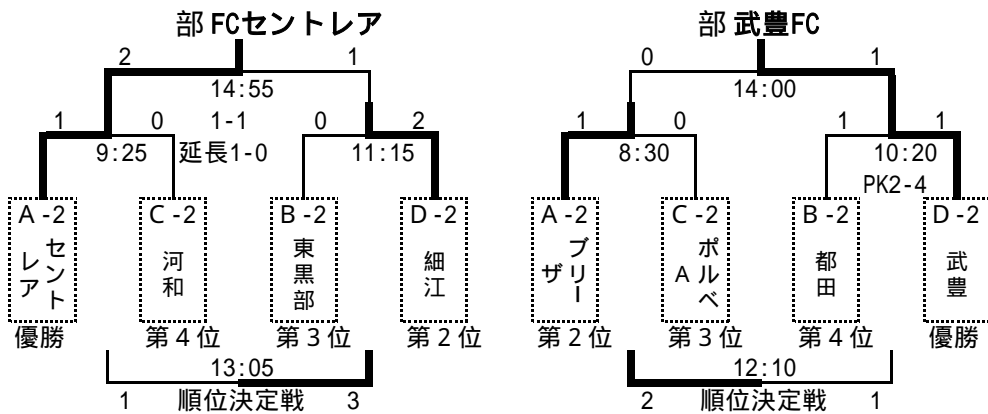 部 FCセントレア
2 1
14:55
1 0 1-1 0 2
9:25 延長1-0 11:15
A-2 C-2 B-2 D-2
セントレア 河和 東黒部 細江
優勝 第4位 第3位 第2位
13:05
1 順位決定戦 3
部 武豊FC
0 1
14:00
1 0 1 1
8:30 10:20
PK2-4
A-2 C-2 B-2 D-2
ブリーザ ポルベA 都田 武豊
第2位 第3位 第4位 優勝
12:10
2 順位決定戦 1